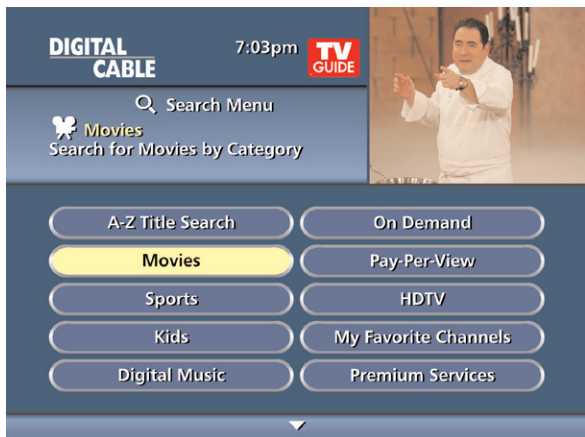 DIGITAL
CABLE
7:03pm
TV
GUIDE
Search Menu
Movies
Search for Movies by Category
A-Z Title Search
On Demand
Movies
Pay-Per-View
Sports
HDTV
Kids
My Favorite Channels
Digital Music
Premium Services